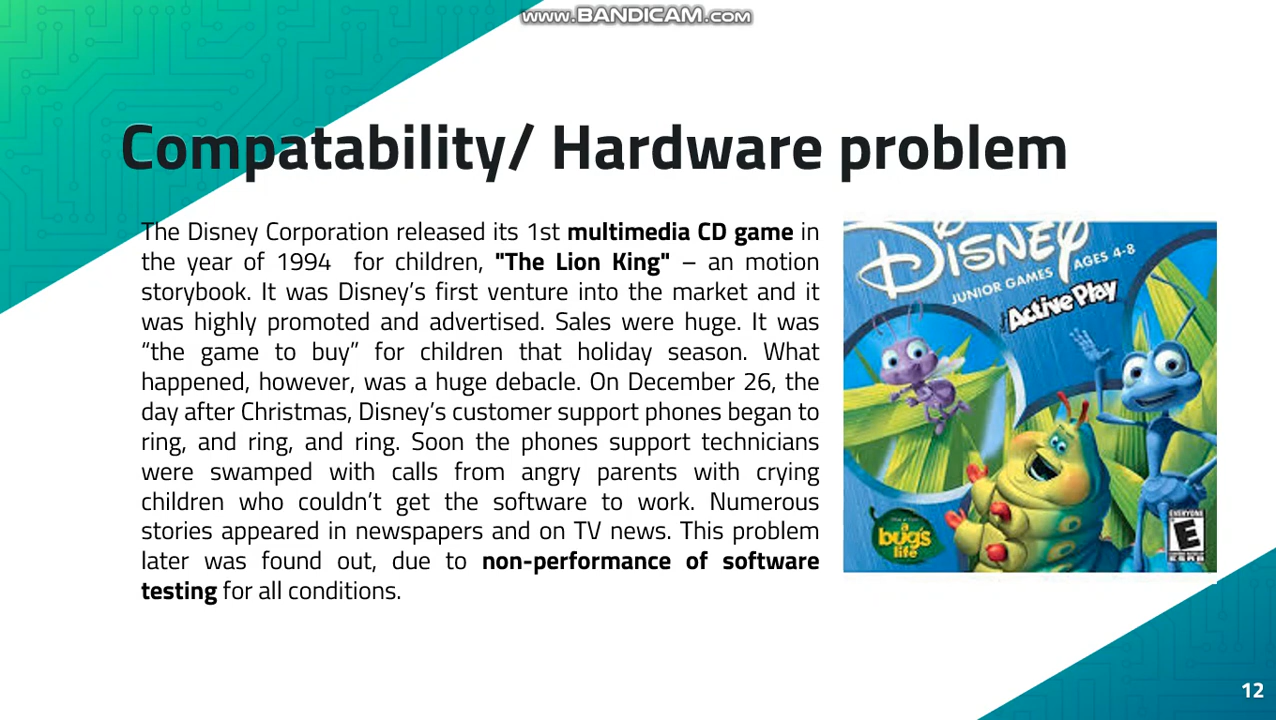 www.BANDICAM.com
Compatability/ Hardware problem
The Disney Corporation released its 1st multimedia CD game in
the year of 1994 for children, "The Lion King" – an motion
storybook. It was Disney’s first venture into the market and it
was highly promoted and advertised. Sales were huge. It was
“the game to buy” for children that holiday season. What
happened, however, was a huge debacle. On December 26, the
day after Christmas, Disney’s customer support phones began to
ring, and ring, and ring. Soon the phones support technicians
were swamped with calls from angry parents with crying
children who couldn’t get the software to work. Numerous
stories appeared in newspapers and on TV news. This problem
later was found out, due to non-performance of software
testing for all conditions.
Disney
JUNIOR GAMES AGES 4-8
Active Play
a bug's life
EVERYONE
E
12